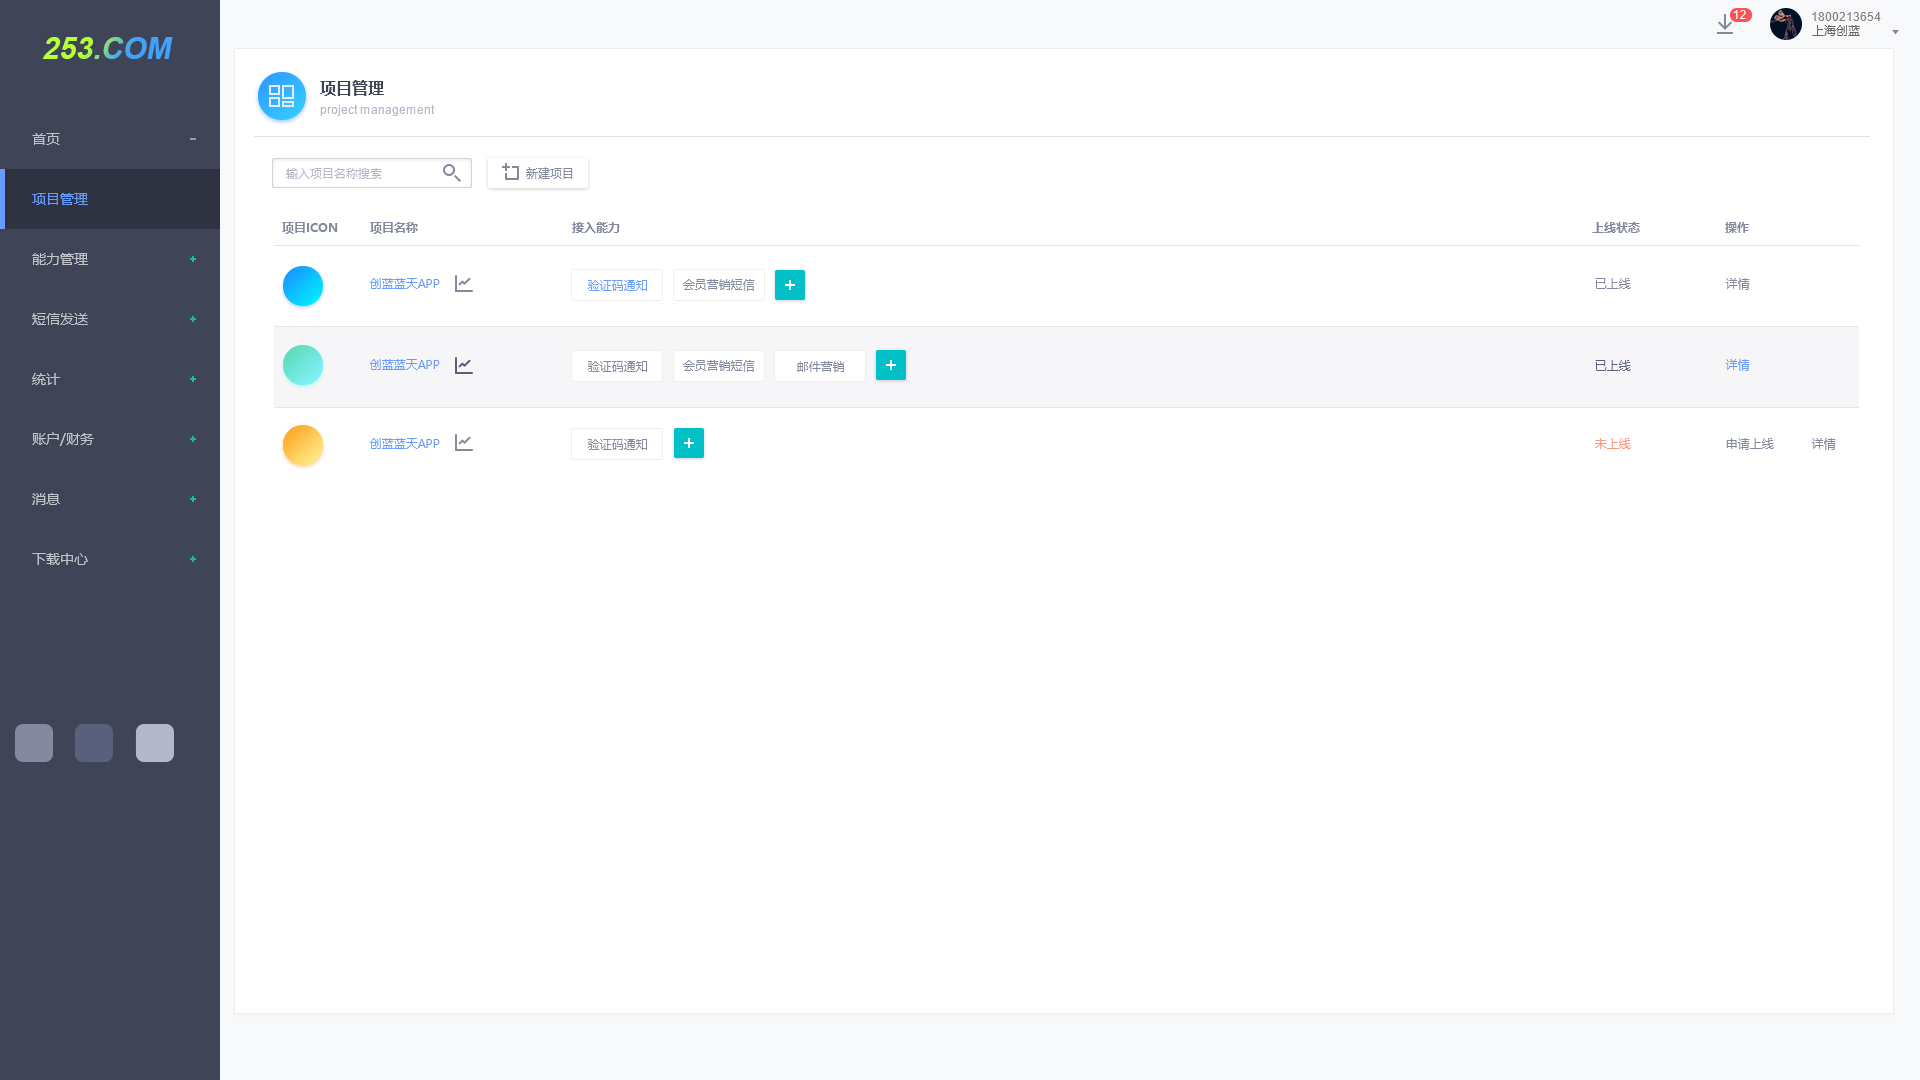 253.COM
12
1800213654
上海创蓝
首页
项目管理
能力管理
短信发送
统计
账户/财务
消息
下载中心
项目管理
project management
输入项目名称搜索
新建项目
项目ICON 项目名称 接入能力 上线状态 操作
创蓝蓝天APP 验证码通知 会员营销短信 已上线 详情
创蓝蓝天APP 验证码通知 会员营销短信 邮件营销 已上线 详情
创蓝蓝天APP 验证码通知 未上线 申请上线 详情